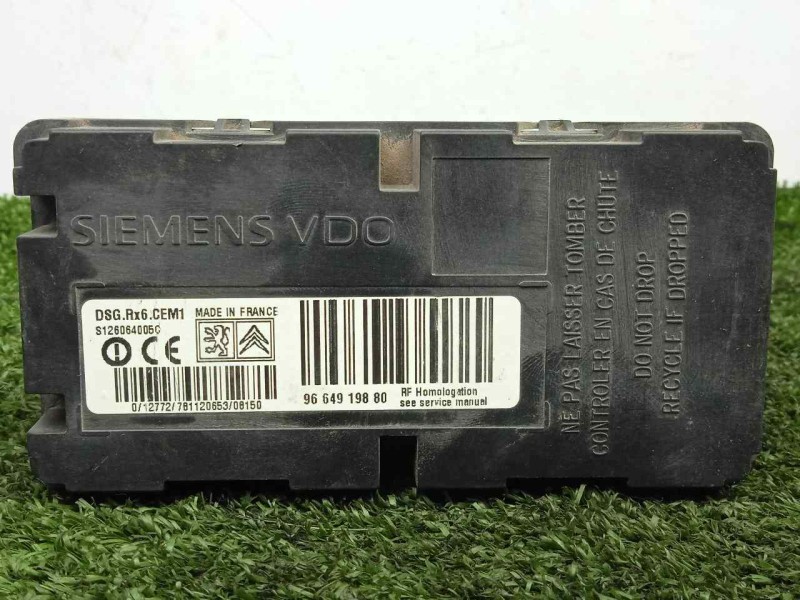 SIEMENS VDO
DSG.Rx6.CEM1
MADE IN FRANCE
S126064005C
CE
0/12772/781120653/08150
96 649 198 80
RF Homologation
see service manual
NE PAS LAISSER TOMBER
CONTROLER EN CAS DE CHUTE
DO NOT DROP
RECYCLE IF DROPPED